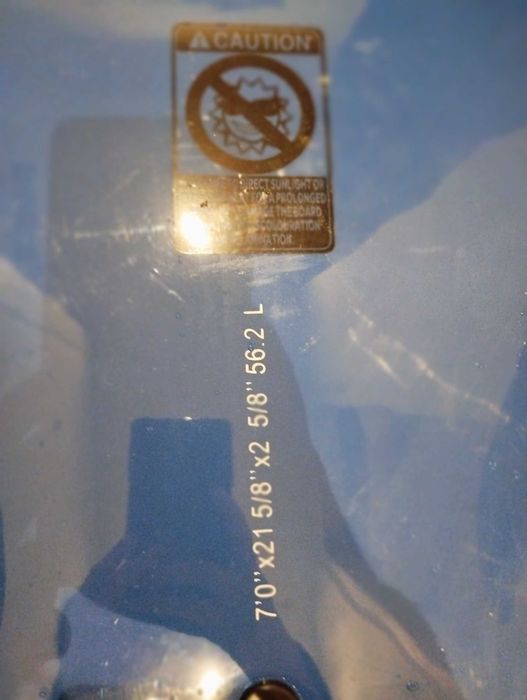 CAUTION
DIRECT SUNLIGHT OR
A PROLONGED
THE BOARD
7'0"x21 5/8"x2 5/8" 56.2 L